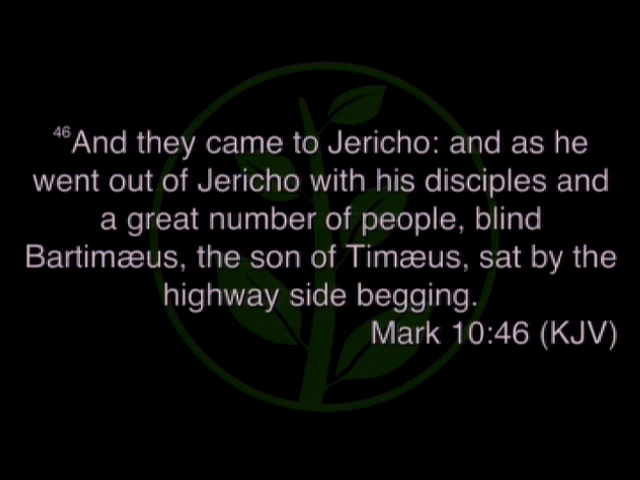 46And they came to Jericho: and as he
went out of Jericho with his disciples and
a great number of people, blind
Bartimæus, the son of Timæus, sat by the
highway side begging.
Mark 10:46 (KJV)